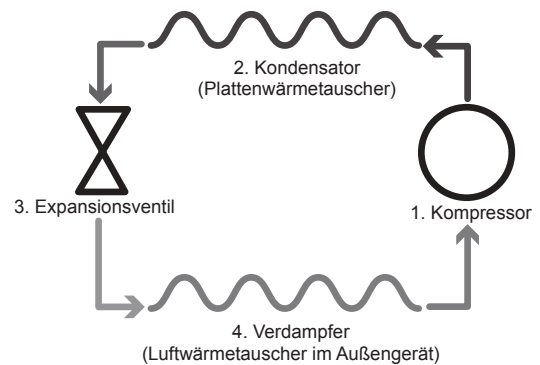 2. Kondensator
(Plattenwärmetauscher)
3. Expansionsventil
1. Kompressor
4. Verdampfer
(Luftwärmetauscher im Außengerät)